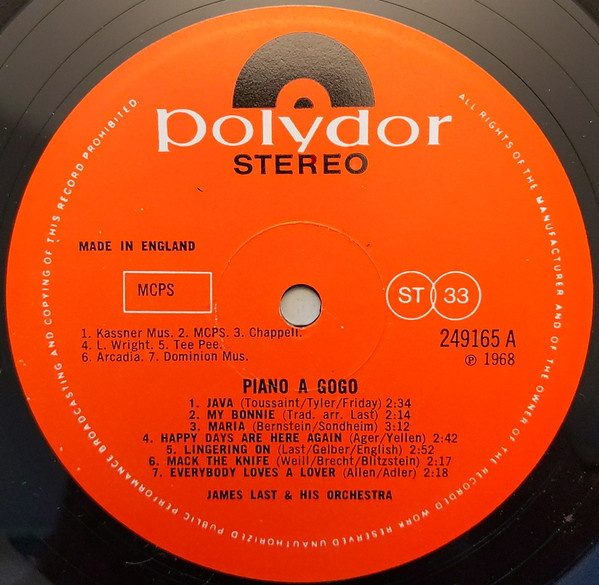 polydor
STEREO
ALL RIGHTS OF THE MANUFACTURER AND OF THE OWNER OF THE RECORDED WORK RESERVED UNAUTHORIZED PUBLIC PERFORMANCE BROADCASTING AND COPYING OF THIS RECORD PROHIBITED
MADE IN ENGLAND
MCPS
ST 33
1. Kassner Mus. 2. MCPS. 3. Chappell.
4. L. Wright. 5. Tee Pee.
6. Arcadia. 7. Dominion Mus.
249165 A
℗ 1968
PIANO A GOGO
1. JAVA (Toussaint/Tyler/Friday) 2:34
2. MY BONNIE (Trad. arr. Last) 2:14
3. MARIA (Bernstein/Sondheim) 3:12
4. HAPPY DAYS ARE HERE AGAIN (Ager/Yellen) 2:42
5. LINGERING ON (Last/Gelber/English) 2:52
6. MACK THE KNIFE (Weill/Brecht/Blitzstein) 2:17
7. EVERYBODY LOVES A LOVER (Allen/Adler) 2:18
JAMES LAST & HIS ORCHESTRA